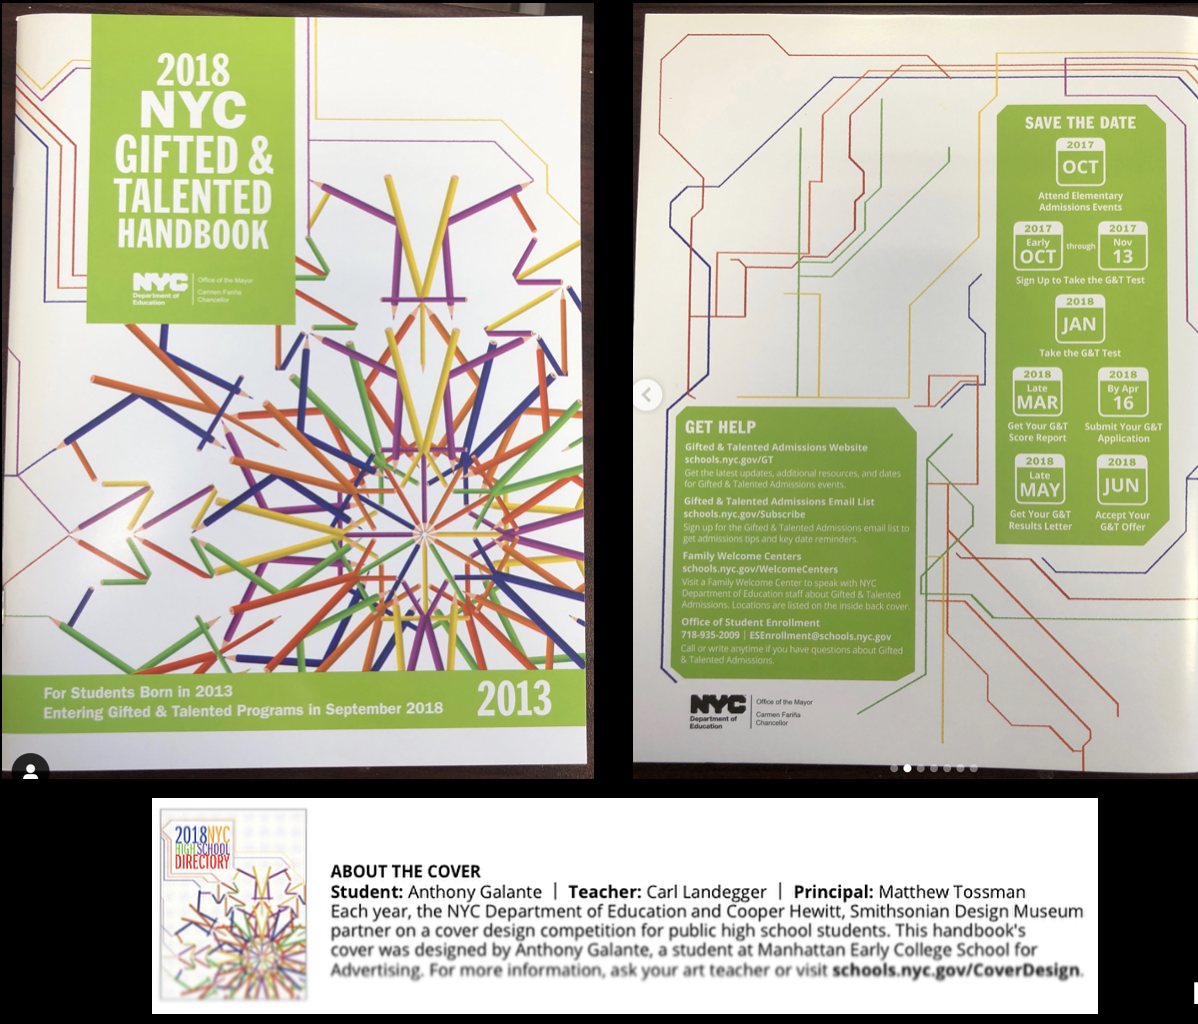 2018
NYC
GIFTED &
TALENTED
HANDBOOK
NYC
Department of
Education
Office of the Mayor
Carmen Fariña
Chancellor
For Students Born in 2013
Entering Gifted & Talented Programs in September 2018
2013
SAVE THE DATE
2017
OCT
Attend Elementary
Admissions Events
2017
Early
OCT
through
2017
Nov
13
Sign Up to Take the G&T Test
2018
JAN
Take the G&T Test
2018
Late
MAR
Get Your G&T
Score Report
2018
By Apr
16
Submit Your G&T
Application
2018
Late
MAY
Get Your G&T
Results Letter
2018
JUN
Accept Your
G&T Offer
GET HELP
Gifted & Talented Admissions Website
schools.nyc.gov/GT
Get the latest updates, additional resources, and dates
for Gifted & Talented Admissions events.
Gifted & Talented Admissions Email List
schools.nyc.gov/Subscribe
Sign up for the Gifted & Talented Admissions email list to
get admissions tips and key date reminders.
Family Welcome Centers
schools.nyc.gov/WelcomeCenters
Visit a Family Welcome Center to speak with NYC
Department of Education staff about Gifted & Talented
Admissions. Locations are listed on the inside back cover.
Office of Student Enrollment
718-935-2009 | ESEnrollment@schools.nyc.gov
Call or write anytime if you have questions about Gifted
& Talented Admissions.
NYC
Department of
Education
Office of the Mayor
Carmen Fariña
Chancellor
2018NYC
HIGHSCHOOL
DIRECTORY
ABOUT THE COVER
Student: Anthony Galante | Teacher: Carl Landegger | Principal: Matthew Tossman
Each year, the NYC Department of Education and Cooper Hewitt, Smithsonian Design Museum
partner on a cover design competition for public high school students. This handbook's
cover was designed by Anthony Galante, a student at Manhattan Early College School for
Advertising. For more information, ask your art teacher or visit schools.nyc.gov/CoverDesign.